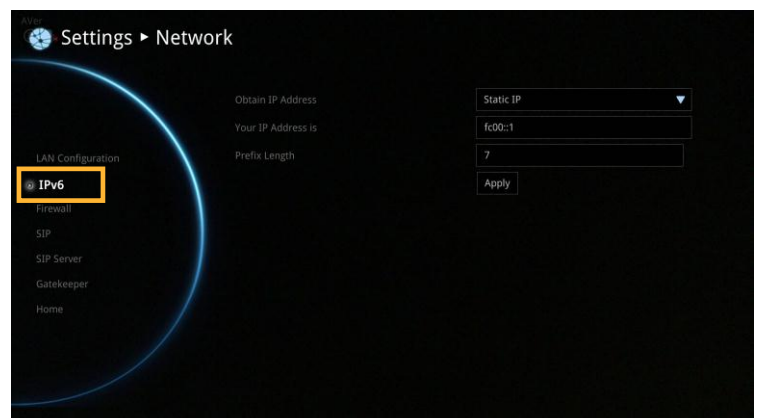 AVer
Settings ▸ Network
Obtain IP Address Static IP
Your IP Address is fc00::1
Prefix Length 7
Apply
LAN Configuration
IPv6
Firewall
SIP
SIP Server
Gatekeeper
Home